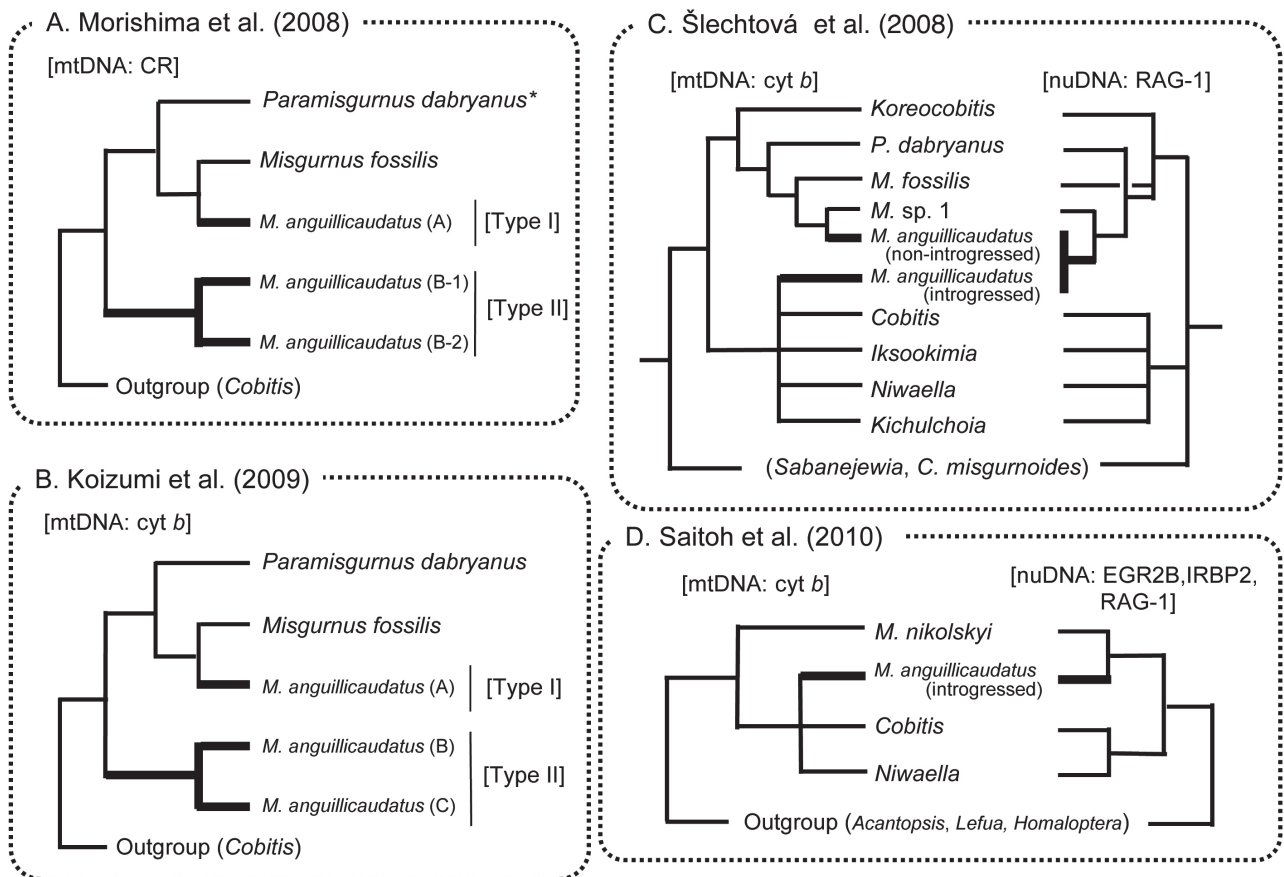 A. Morishima et al. (2008)
[mtDNA: CR]
Paramisgurnus dabryanus*
Misgurnus fossilis
M. anguillicaudatus (A)
[Type I]
M. anguillicaudatus (B-1)
[Type II]
M. anguillicaudatus (B-2)
Outgroup (Cobitis)
B. Koizumi et al. (2009)
[mtDNA: cyt b]
Paramisgurnus dabryanus
Misgurnus fossilis
M. anguillicaudatus (A)
[Type I]
M. anguillicaudatus (B)
[Type II]
M. anguillicaudatus (C)
Outgroup (Cobitis)
C. Šlechtová et al. (2008)
[mtDNA: cyt b]
[nuDNA: RAG-1]
Koreocobitis
P. dabryanus
M. fossilis
M. sp. 1
M. anguillicaudatus
(non-introgressed)
M. anguillicaudatus
(introgressed)
Cobitis
Iksookimia
Niwaella
Kichulchoia
(Sabanejewia, C. misgurnoides)
D. Saitoh et al. (2010)
[mtDNA: cyt b]
[nuDNA: EGR2B,IRBP2,
RAG-1]
M. nikolskyi
M. anguillicaudatus
(introgressed)
Cobitis
Niwaella
Outgroup (Acantopsis, Lefua, Homaloptera)